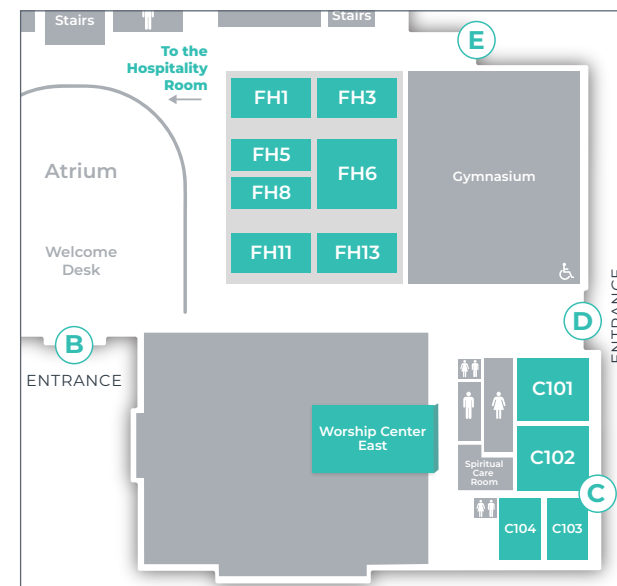 Stairs
Stairs
E
To the
Hospitality
Room
FH1
FH3
FH5
FH6
FH8
FH11
FH13
Gymnasium
Atrium
Welcome
Desk
B
ENTRANCE
D
ENTRANCE
Worship Center
East
C101
C102
Spiritual
Care
Room
C
C104
C103